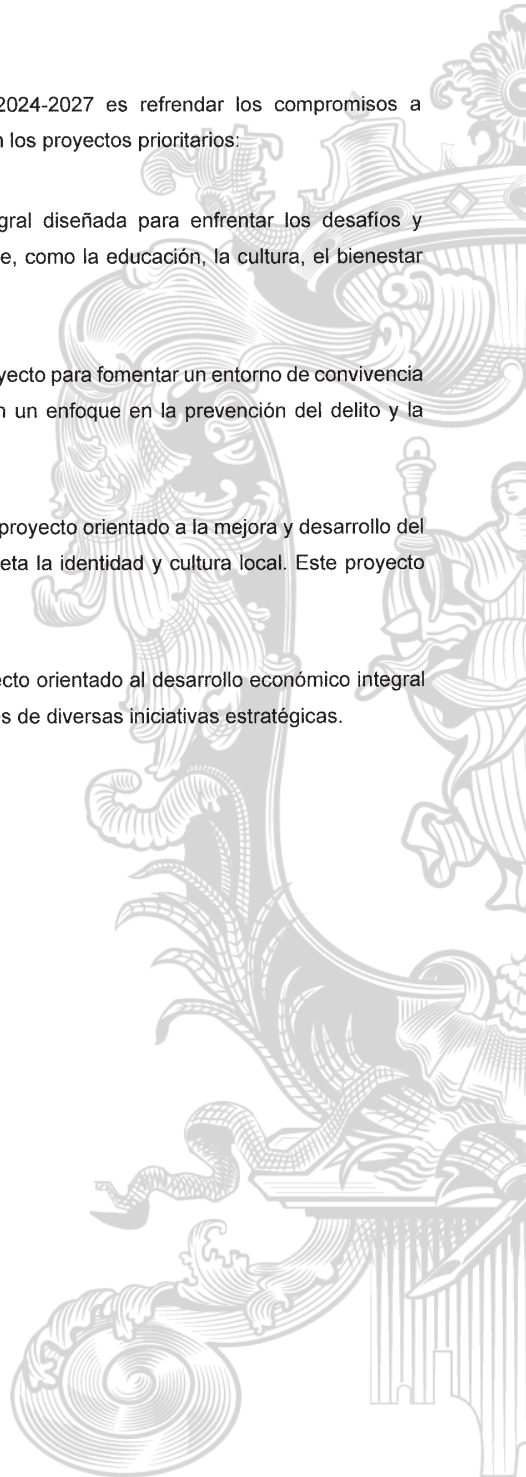 2024-2027 es refrendar los compromisos a
los proyectos prioritarios:
gral diseñada para enfrentar los desafíos y
e, como la educación, la cultura, el bienestar
yecto para fomentar un entorno de convivencia
n un enfoque en la prevención del delito y la
proyecto orientado a la mejora y desarrollo del
eta la identidad y cultura local. Este proyecto
ecto orientado al desarrollo económico integral
s de diversas iniciativas estratégicas.